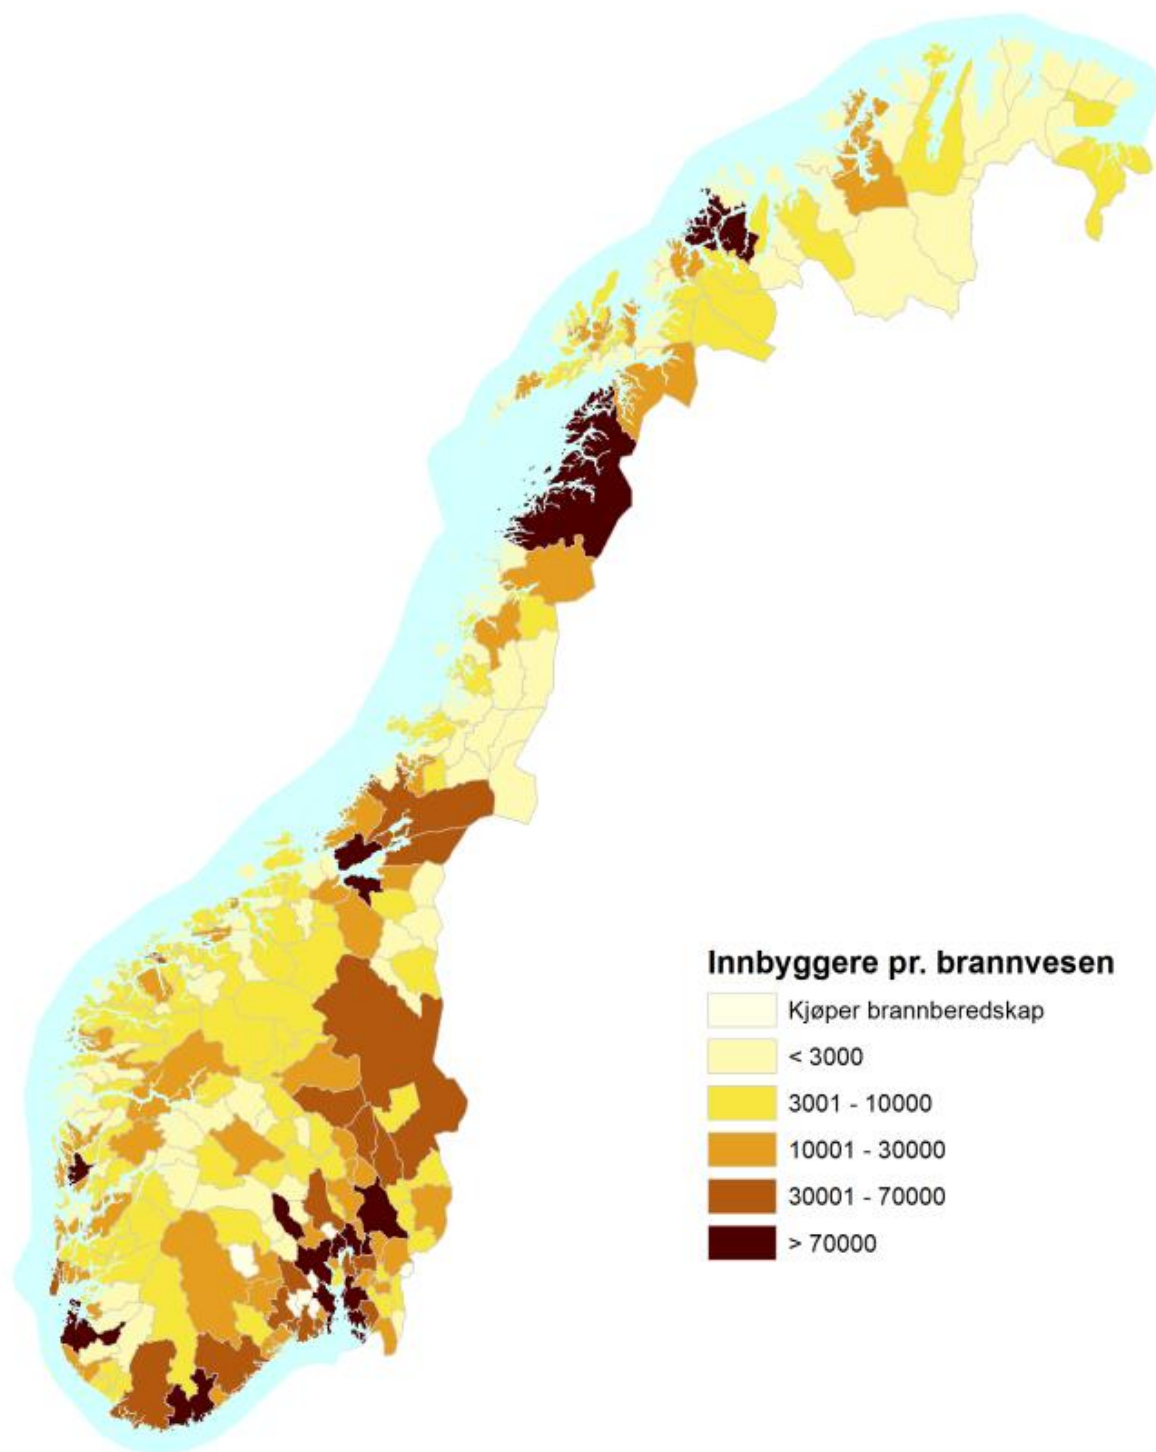 Innbyggere pr. brannvesen
Kjøper brannberedskap
< 3000
3001 - 10000
10001 - 30000
30001 - 70000
> 70000